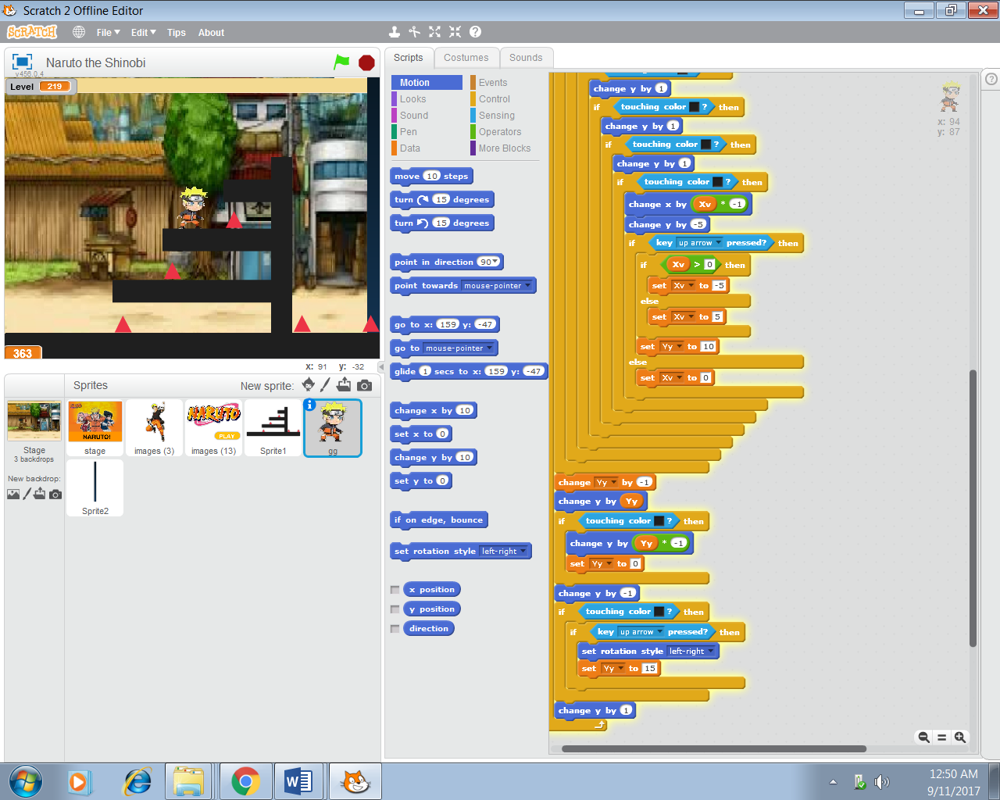 Scratch 2 Offline Editor
SCRATCH
File
Edit
Tips
About
Naruto the Shinobi
v456.0.4
Level 219
363
x: 91 y: -32
Sprites
New sprite:
Stage
3 backdrops
New backdrop:
NARUTO!
stage
images (3)
NARUTO
PLAY
images (13)
Sprite1
gg
Sprite2
Scripts
Costumes
Sounds
Motion
Events
Looks
Control
Sound
Sensing
Pen
Operators
Data
More Blocks
move 10 steps
turn 15 degrees
turn 15 degrees
point in direction 90
point towards mouse-pointer
go to x: 159 y: -47
go to mouse-pointer
glide 1 secs to x: 159 y: -47
change x by 10
set x to 0
change y by 10
set y to 0
if on edge, bounce
set rotation style left-right
x position
y position
direction
change y by 1
if touching color ? then
change y by 1
if touching color ? then
change y by 1
if touching color ? then
change x by Xv * -1
change y by -5
if key up arrow pressed? then
if Xv > 0 then
set Xv to -5
else
set Xv to 5
set Yy to 10
else
set Xv to 0
change Yy by -1
change y by Yy
if touching color ? then
change y by Yy * -1
set Yy to 0
change y by -1
if touching color ? then
if key up arrow pressed? then
set rotation style left-right
set Yy to 15
change y by 1
x: 94
y: 87
12:50 AM
9/11/2017